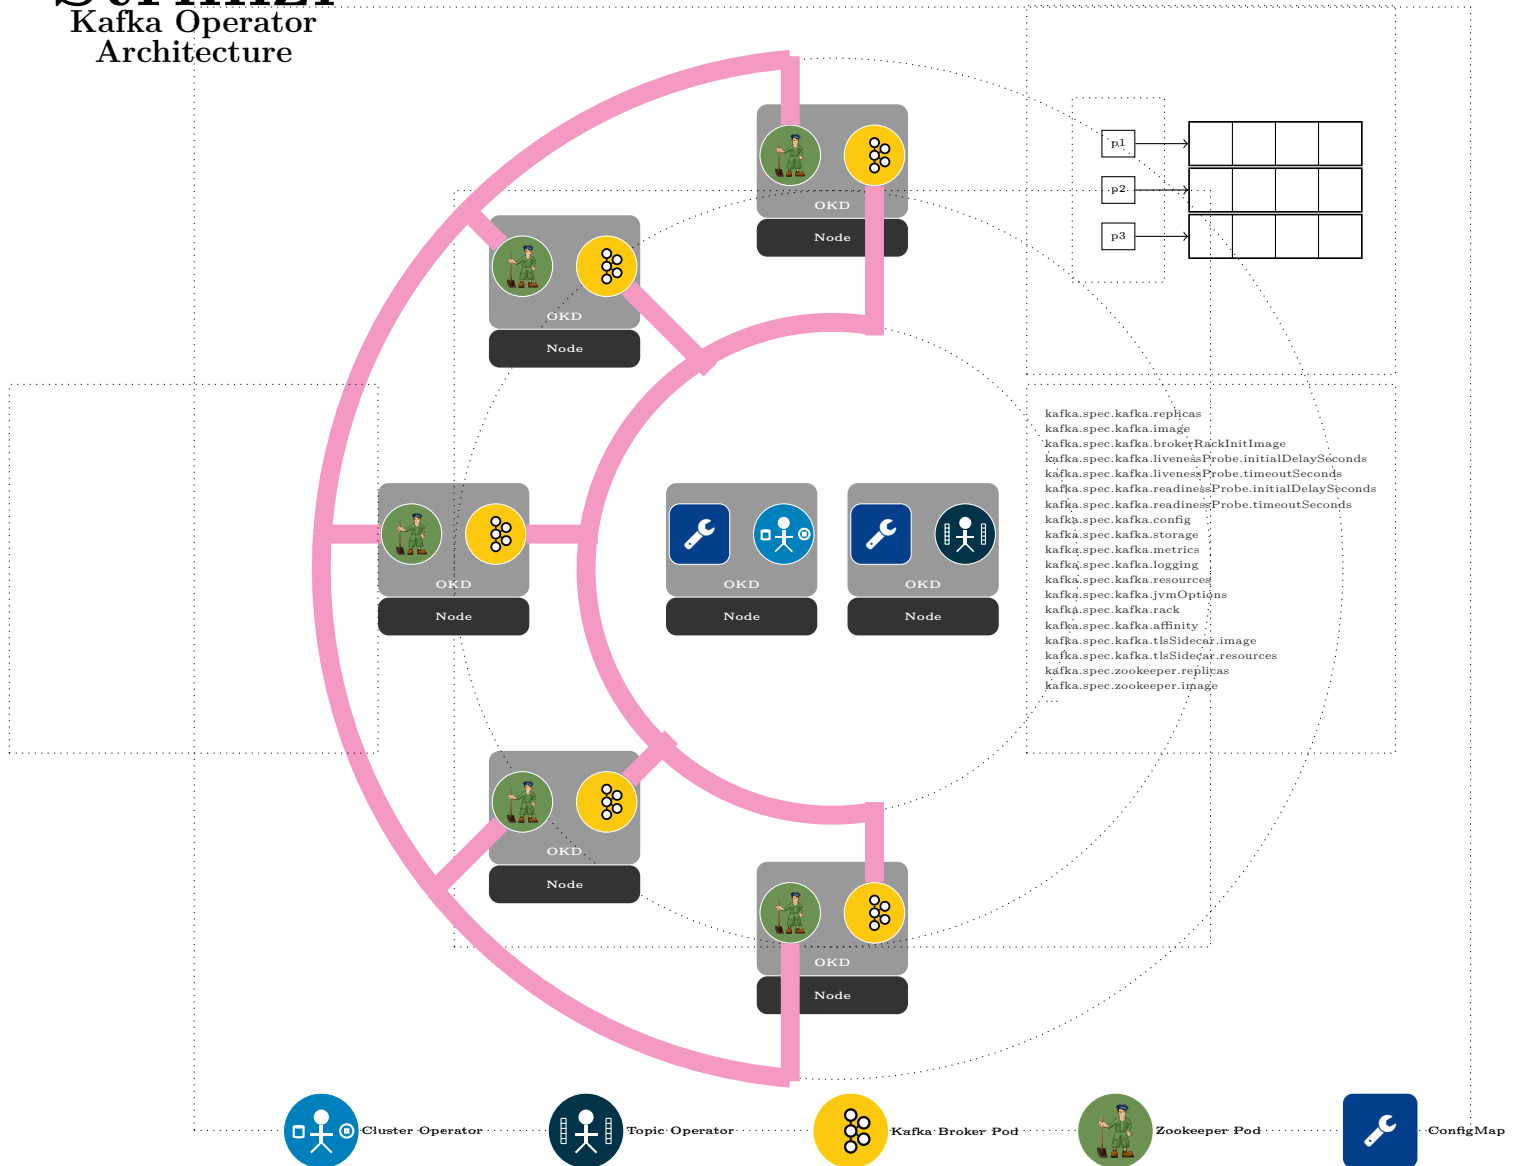 Strimzi
Kafka Operator
Architecture
OKD
Node
p1
p2
p3
OKD
Node
kafka.spec.kafka.replicas
kafka.spec.kafka.image
kafka.spec.kafka.brokerRackInitImage
kafka.spec.kafka.livenessProbe.initialDelaySeconds
kafka.spec.kafka.livenessProbe.timeoutSeconds
kafka.spec.kafka.readinessProbe.initialDelaySeconds
kafka.spec.kafka.readinessProbe.timeoutSeconds
kafka.spec.kafka.config
kafka.spec.kafka.storage
kafka.spec.kafka.metrics
kafka.spec.kafka.logging
kafka.spec.kafka.resources
kafka.spec.kafka.jvmOptions
kafka.spec.kafka.rack
kafka.spec.kafka.affinity
kafka.spec.kafka.tlsSidecar.image
kafka.spec.kafka.tlsSidecar.resources
kafka.spec.zookeeper.replicas
kafka.spec.zookeeper.image
...
OKD
Node
OKD
Node
OKD
Node
OKD
Node
OKD
Node
Cluster Operator
Topic Operator
Kafka Broker Pod
Zookeeper Pod
ConfigMap